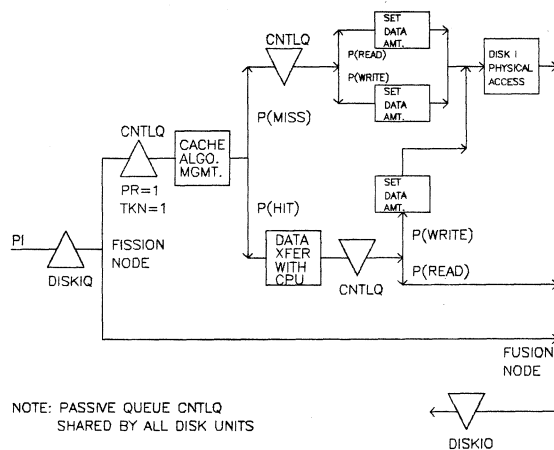 CNTLQ
SET
DATA
AMT.
P(READ)
P(WRITE)
SET
DATA
AMT.
DISK I
PHYSICAL
ACCESS
CNTLQ
PR=1
TKN=1
CACHE
ALGO.
MGMT.
P(MISS)
P(HIT)
SET
DATA
AMT.
PI
DISKIQ
FISSION
NODE
DATA
XFER
WITH
CPU
CNTLQ
P(WRITE)
P(READ)
FUSION
NODE
NOTE: PASSIVE QUEUE CNTLQ
SHARED BY ALL DISK UNITS
DISKIO